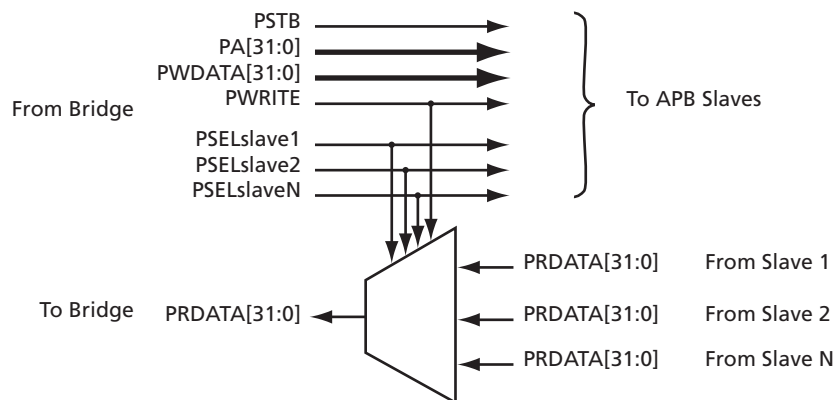 PSTB
PA[31:0]
PWDATA[31:0]
PWRITE
From Bridge
To APB Slaves
PSELslave1
PSELslave2
PSELslaveN
PRDATA[31:0] From Slave 1
To Bridge PRDATA[31:0] PRDATA[31:0] From Slave 2
PRDATA[31:0] From Slave N